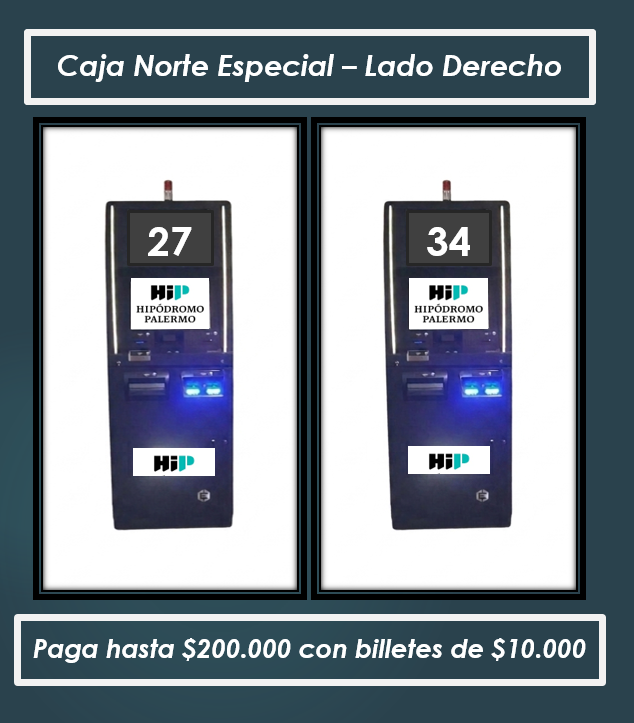 Caja Norte Especial – Lado Derecho
27
HiP
HIPÓDROMO
PALERMO
HiP
34
HiP
HIPÓDROMO
PALERMO
HiP
Paga hasta $200.000 con billetes de $10.000